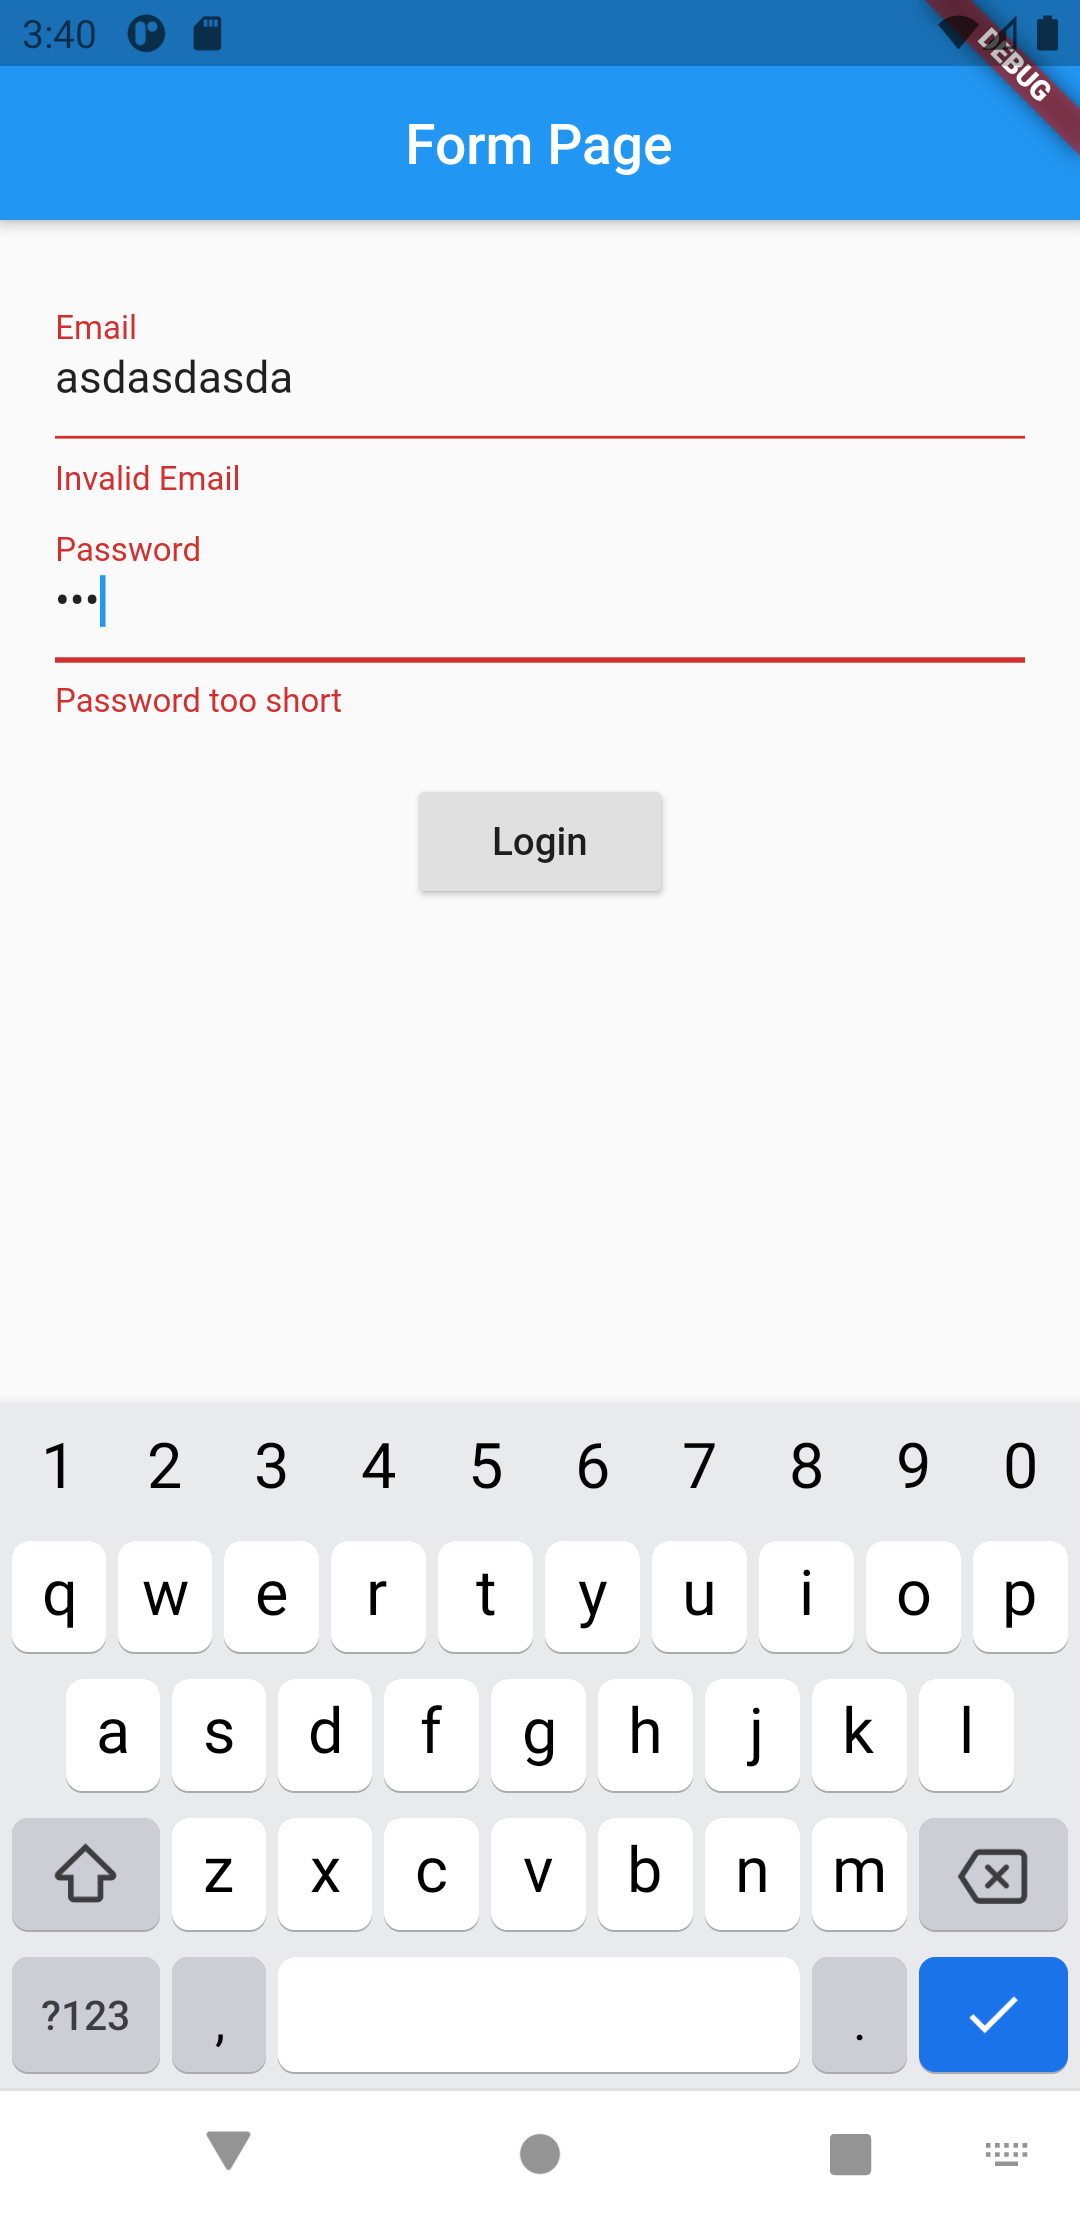 3:40
DEBUG
Form Page
Email
asdasdasda
Invalid Email
Password
•••
Password too short
Login
1 2 3 4 5 6 7 8 9 0
q w e r t y u i o p
a s d f g h j k l
z x c v b n m
?123 , .